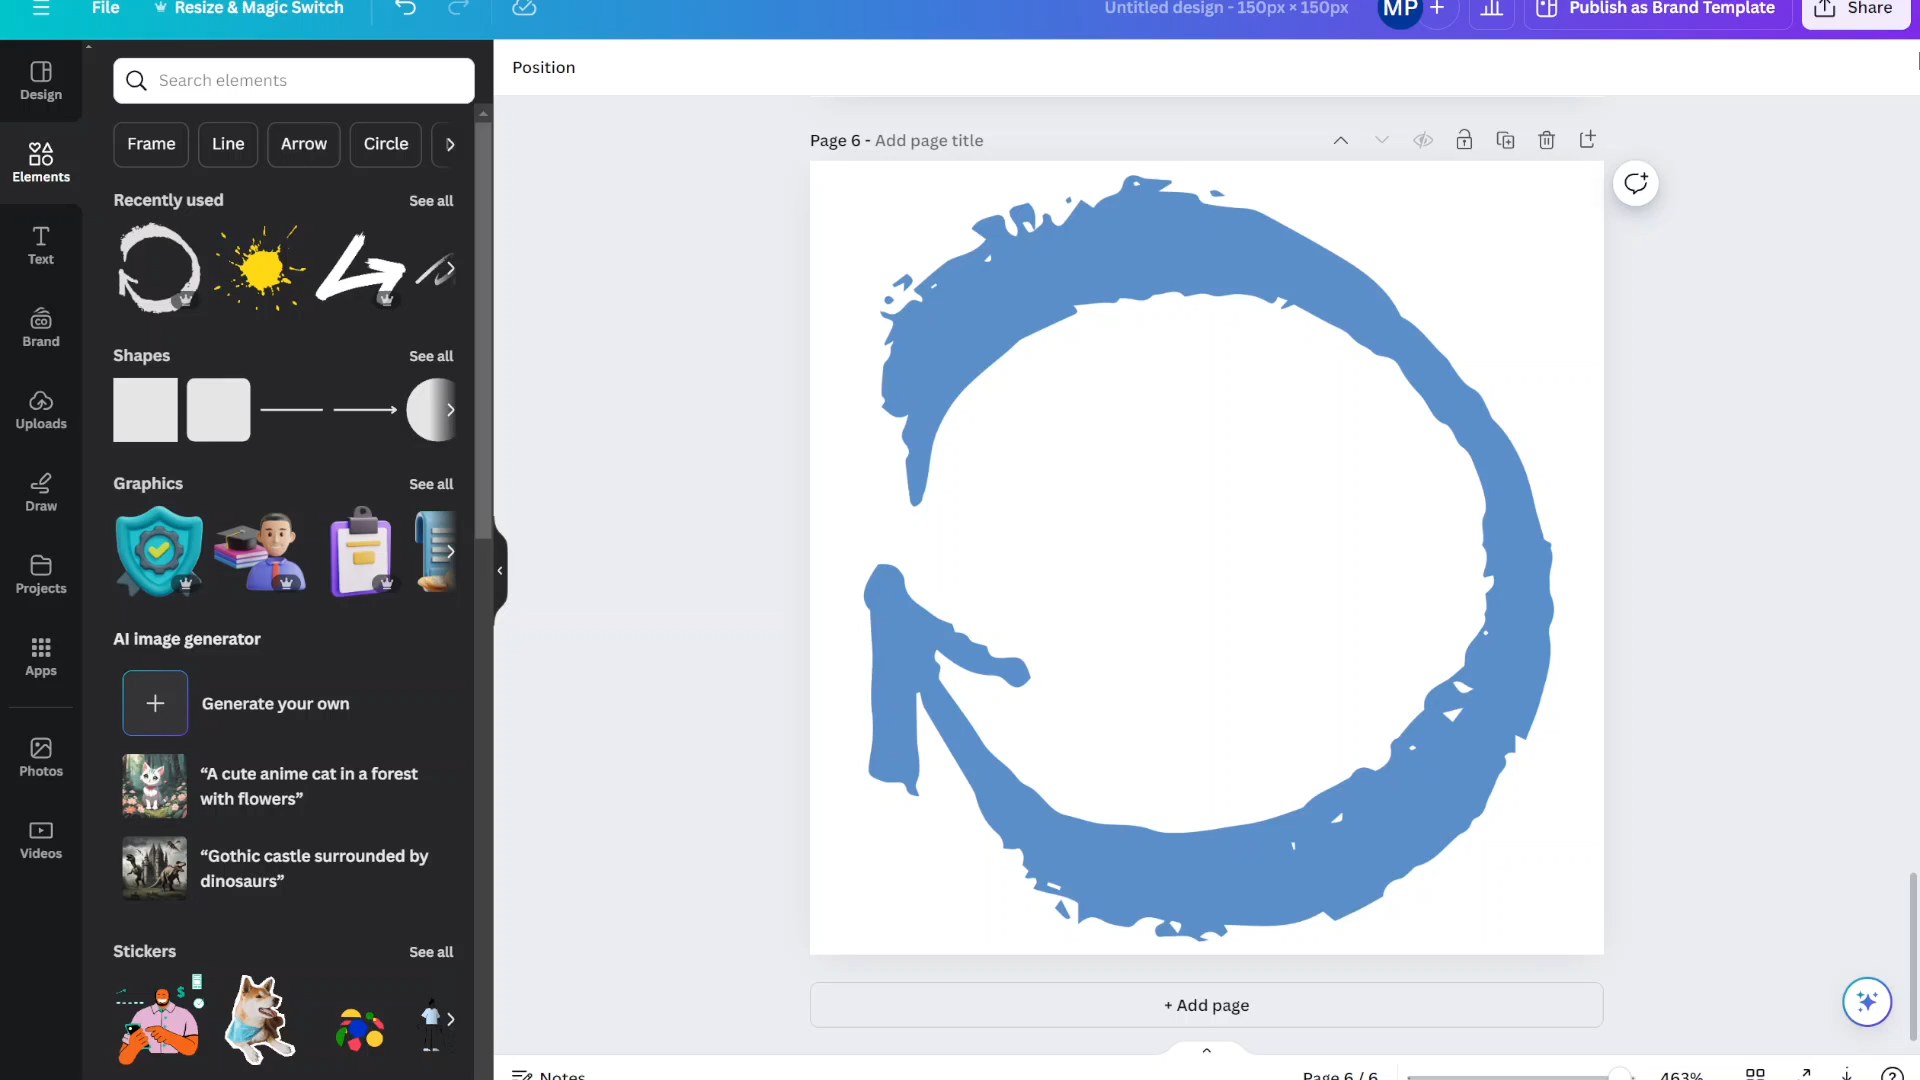 File
Resize & Magic Switch
Untitled design - 150px × 150px
MP
Publish as Brand Template
Share
Design
Elements
Text
Brand
Uploads
Draw
Projects
Apps
Photos
Videos
Search elements
Frame
Line
Arrow
Circle
Recently used
See all
Shapes
See all
Graphics
See all
AI image generator
Generate your own
“A cute anime cat in a forest
with flowers”
“Gothic castle surrounded by
dinosaurs”
Stickers
See all
Position
Page 6 - Add page title
+ Add page
Notes
Page 6 / 6
463%